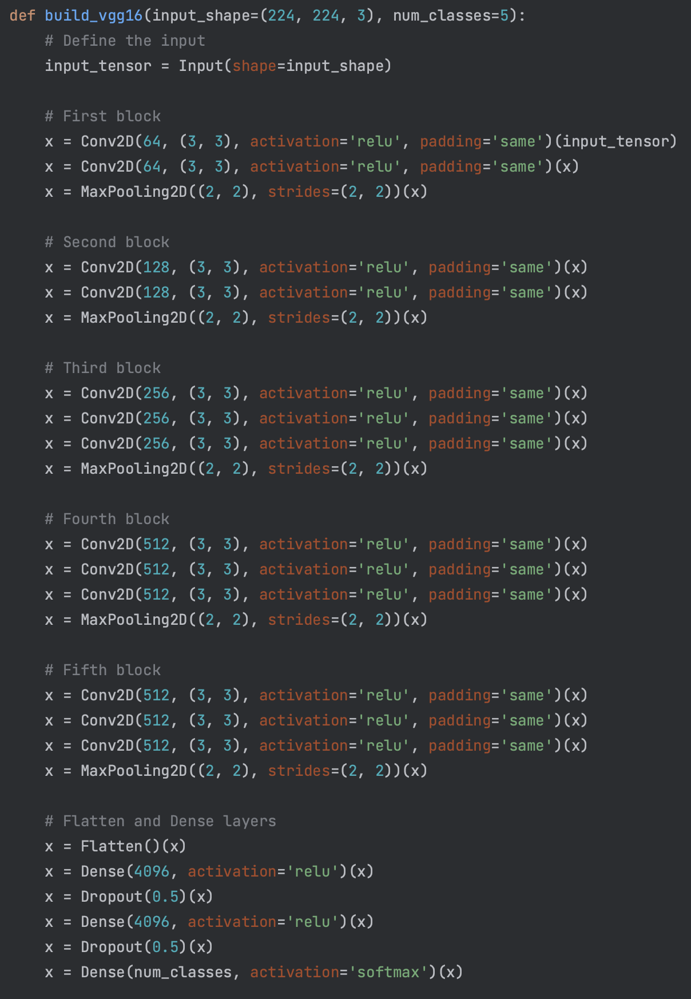 def build_vgg16(input_shape=(224, 224, 3), num_classes=5):
    # Define the input
    input_tensor = Input(shape=input_shape)

    # First block
    x = Conv2D(64, (3, 3), activation='relu', padding='same')(input_tensor)
    x = Conv2D(64, (3, 3), activation='relu', padding='same')(x)
    x = MaxPooling2D((2, 2), strides=(2, 2))(x)

    # Second block
    x = Conv2D(128, (3, 3), activation='relu', padding='same')(x)
    x = Conv2D(128, (3, 3), activation='relu', padding='same')(x)
    x = MaxPooling2D((2, 2), strides=(2, 2))(x)

    # Third block
    x = Conv2D(256, (3, 3), activation='relu', padding='same')(x)
    x = Conv2D(256, (3, 3), activation='relu', padding='same')(x)
    x = Conv2D(256, (3, 3), activation='relu', padding='same')(x)
    x = MaxPooling2D((2, 2), strides=(2, 2))(x)

    # Fourth block
    x = Conv2D(512, (3, 3), activation='relu', padding='same')(x)
    x = Conv2D(512, (3, 3), activation='relu', padding='same')(x)
    x = Conv2D(512, (3, 3), activation='relu', padding='same')(x)
    x = MaxPooling2D((2, 2), strides=(2, 2))(x)

    # Fifth block
    x = Conv2D(512, (3, 3), activation='relu', padding='same')(x)
    x = Conv2D(512, (3, 3), activation='relu', padding='same')(x)
    x = Conv2D(512, (3, 3), activation='relu', padding='same')(x)
    x = MaxPooling2D((2, 2), strides=(2, 2))(x)

    # Flatten and Dense layers
    x = Flatten()(x)
    x = Dense(4096, activation='relu')(x)
    x = Dropout(0.5)(x)
    x = Dense(4096, activation='relu')(x)
    x = Dropout(0.5)(x)
    x = Dense(num_classes, activation='softmax')(x)